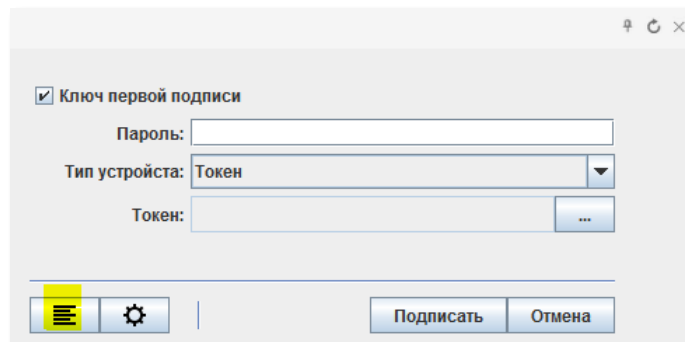 Ключ первой подписи
Пароль:
Тип устройста: Токен
Токен: ...
Подписать Отмена